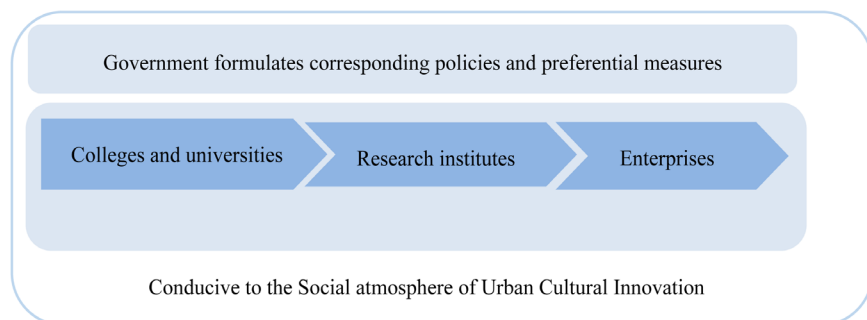 Government formulates corresponding policies and preferential measures
Colleges and universities
Research institutes
Enterprises
Conducive to the Social atmosphere of Urban Cultural Innovation